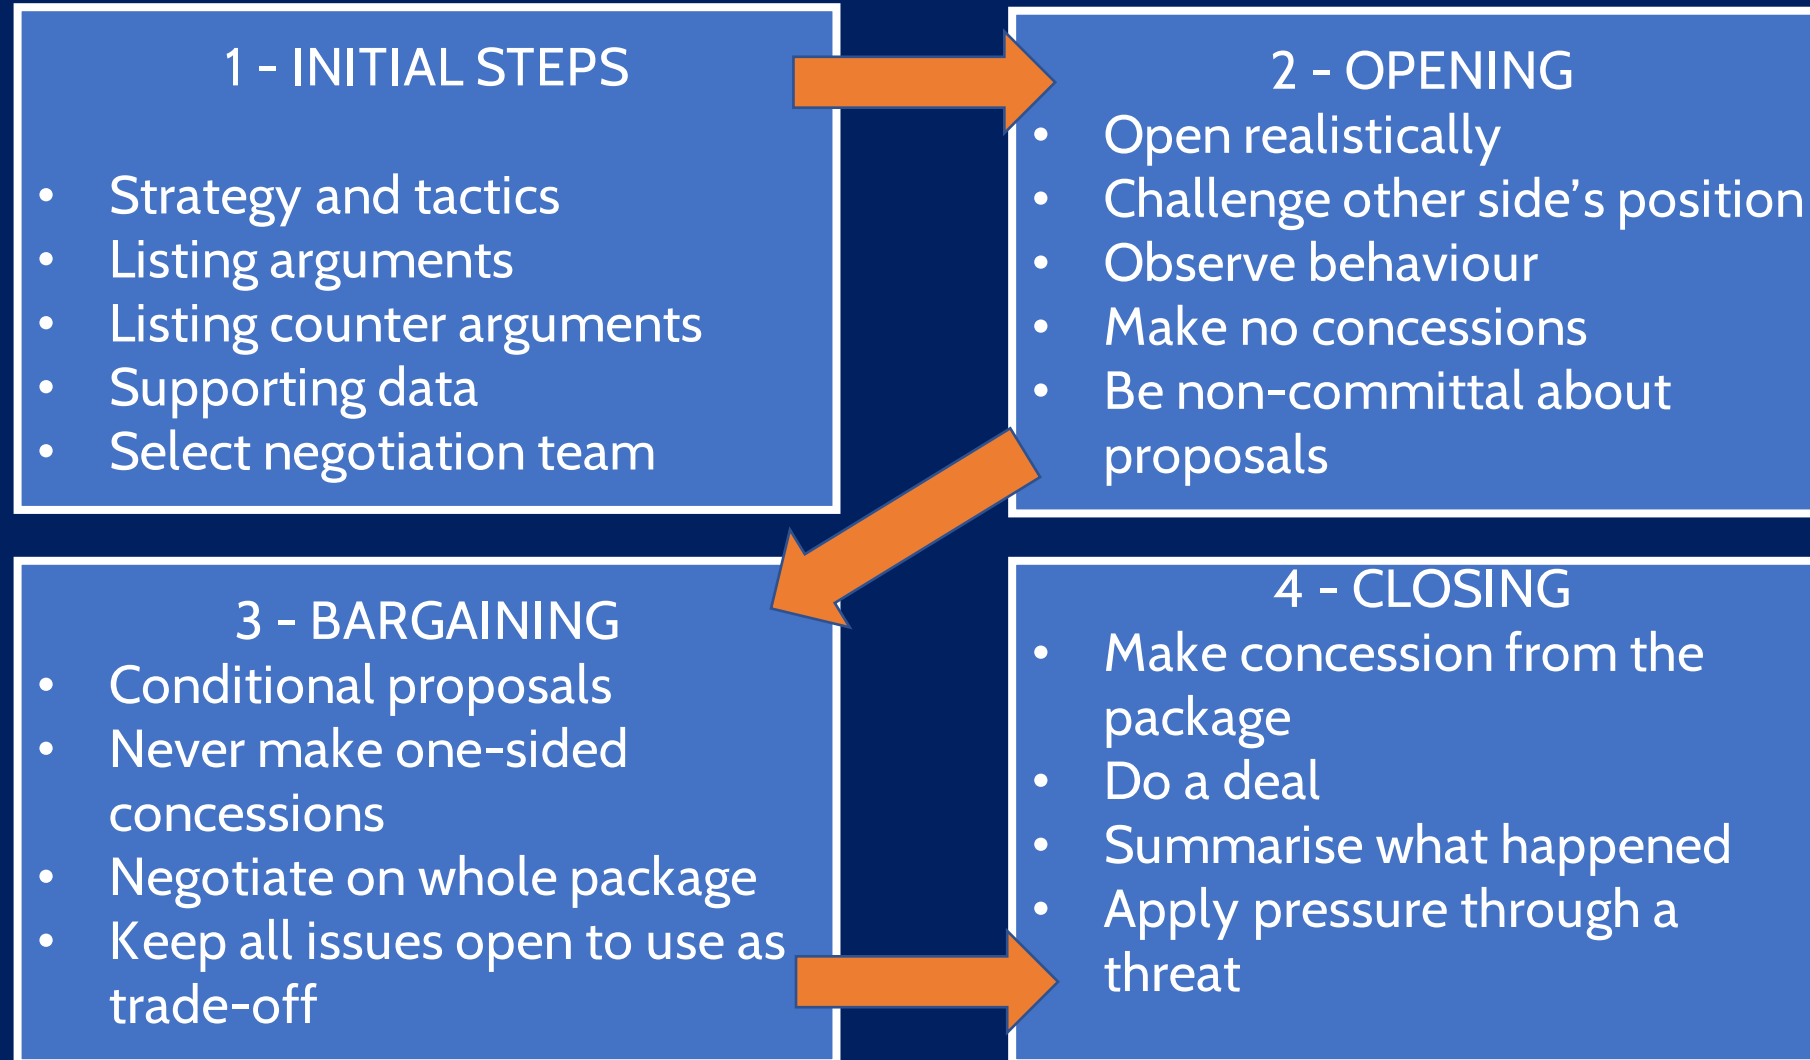 1 - INITIAL STEPS
• Strategy and tactics
• Listing arguments
• Listing counter arguments
• Supporting data
• Select negotiation team
2 - OPENING
• Open realistically
• Challenge other side's position
• Observe behaviour
• Make no concessions
• Be non-committal about
proposals
3 - BARGAINING
• Conditional proposals
• Never make one-sided
concessions
• Negotiate on whole package
• Keep all issues open to use as
trade-off
4 - CLOSING
• Make concession from the
package
• Do a deal
• Summarise what happened
• Apply pressure through a
threat